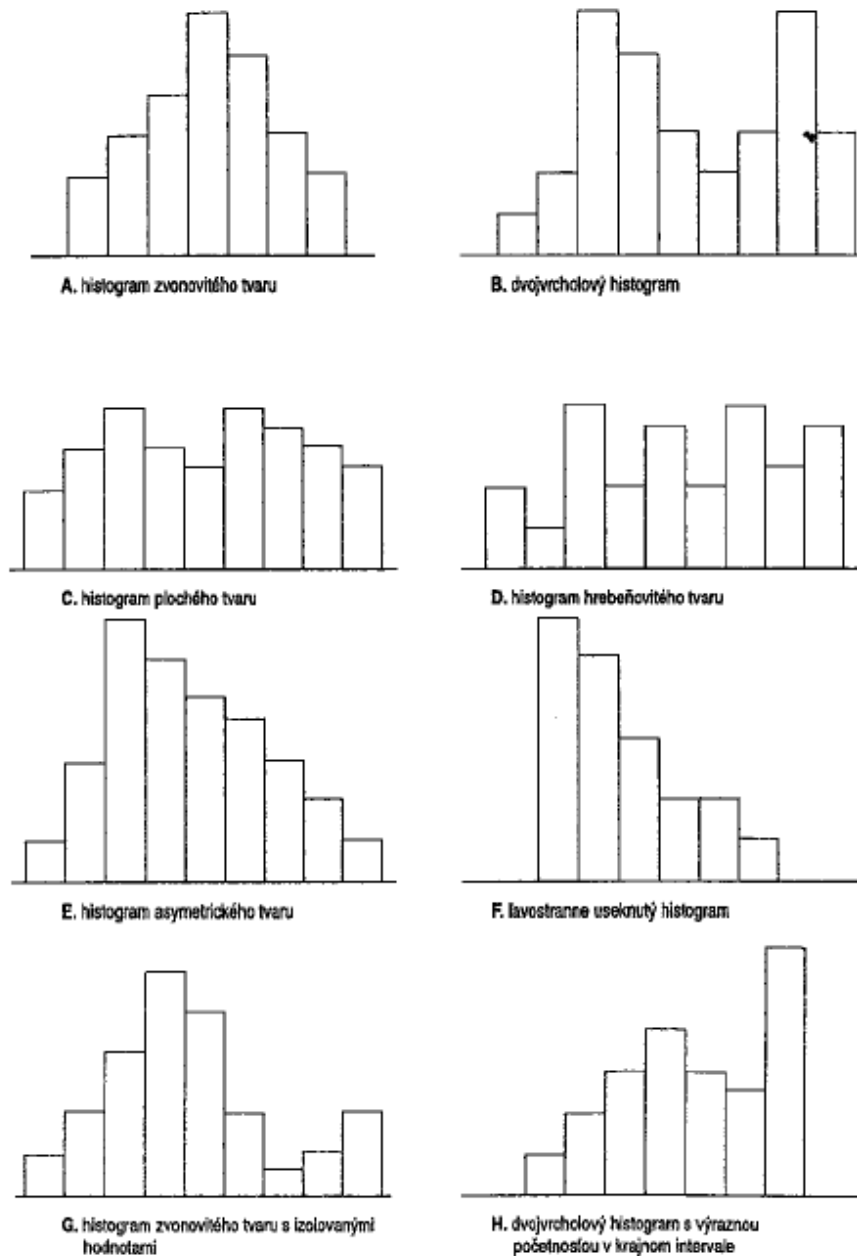 A. histogram zvonovitého tvaru
B. dvojvrcholový histogram
C. histogram plochého tvaru
D. histogram hrebeňovitého tvaru
E. histogram asymetrického tvaru
F. ľavostranne useknutý histogram
G. histogram zvonovitého tvaru s izolovanými
hodnotami
H. dvojvrcholový histogram s výraznou
početnosťou v krajnom intervale